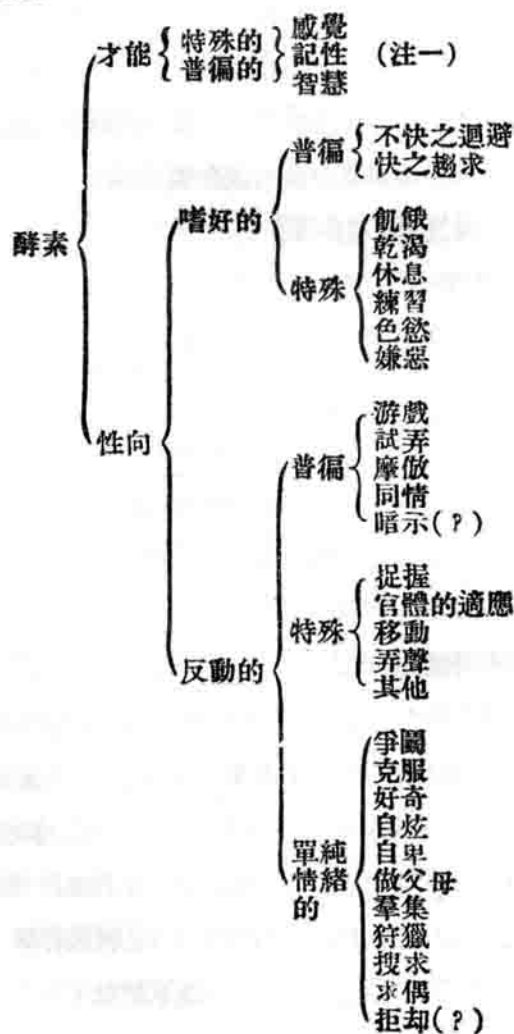 酵素
才能
特殊的
普徧的
感覺
記性
智慧
(注一)
性向
嗜好的
普徧
不快之迴避
快之趨求
特殊
飢餓
乾渴
休息
練習
色慾
嫌惡
反動的
普徧
游戲
試弄
摩倣
同情
暗示(?)
特殊
捉握
官體的適應
移動
弄聲
其他
單純
情緒
的
爭鬭
克服
好奇
自炫
自卑
做父母
羣集
狩獵
搜求
求偶
拒却(?)